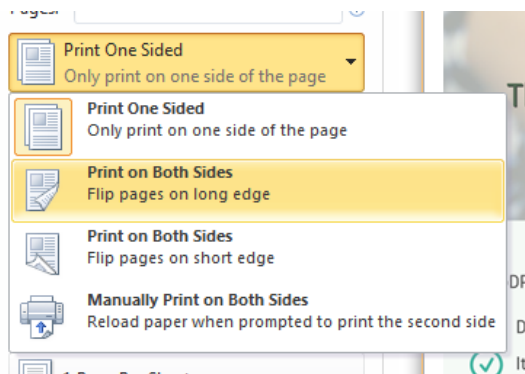 Pages:
Print One Sided
Only print on one side of the page
Print One Sided
Only print on one side of the page
T
Print on Both Sides
Flip pages on long edge
Print on Both Sides
Flip pages on short edge
DP
Manually Print on Both Sides
Reload paper when prompted to print the second side
D
It